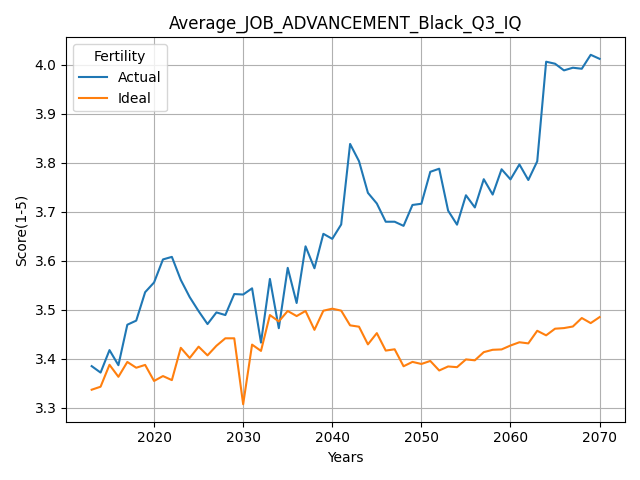 Average_JOB_ADVANCEMENT_Black_Q3_IQ
Fertility
Actual
Ideal
Score(1-5)
4.0
3.9
3.8
3.7
3.6
3.5
3.4
3.3
2020 2030 2040 2050 2060 2070
Years